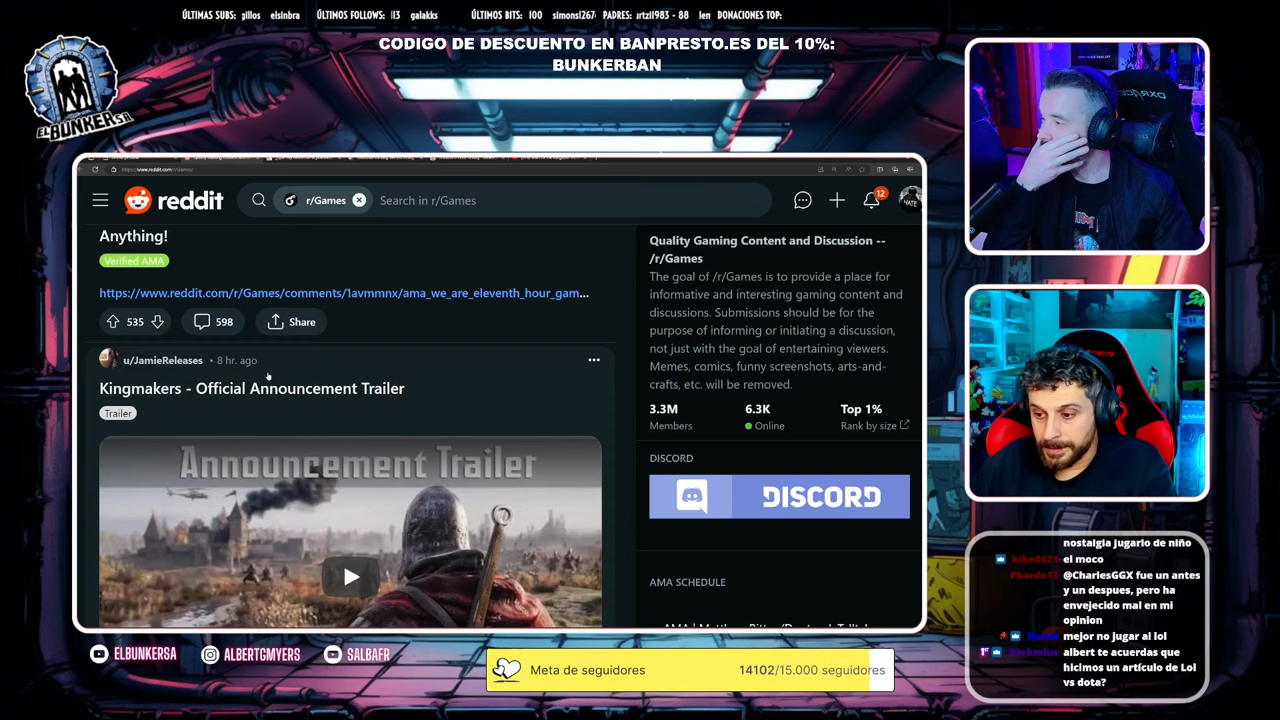 ÚLTIMAS SUBS: gillos elsinbra ÚLTIMOS FOLLOWS: galakks ÚLTIMOS BITS: 100 simonsl267 PADRES: - 88 len DONACIONES TOP:
CODIGO DE DESCUENTO EN BANPRESTO.ES DEL 10%:
BUNKERBAN
ELBUNKERSA
reddit
r/Games
Search in r/Games
12
HATE
Anything!
Verified AMA
https://www.reddit.com/r/Games/comments/1avmmnx/ama_we_are_eleventh_hour_gam...
535
598
Share
u/JamieReleases • 8 hr. ago
Kingmakers - Official Announcement Trailer
Trailer
Announcement Trailer
Quality Gaming Content and Discussion --
/r/Games
The goal of /r/Games is to provide a place for
informative and interesting gaming content and
discussions. Submissions should be for the
purpose of informing or initiating a discussion,
not just with the goal of entertaining viewers.
Memes, comics, funny screenshots, arts-and-
crafts, etc. will be removed.
3.3M
Members
6.3K
Online
Top 1%
Rank by size
DISCORD
DISCORD
AMA SCHEDULE
DXRACER
nostalgia jugarlo de niño
kike0621 el moco
Pbarde13 @CharlesGGX fue un antes
y un despues, pero ha
envejecido mal en mi
opinion
mejor no jugar al lol
Darkmius albert te acuerdas que
hicimos un artículo de Lol
vs dota?
ELBUNKERSA
ALBERTGMYERS
SALBAFR
Meta de seguidores
14102/15.000 seguidores